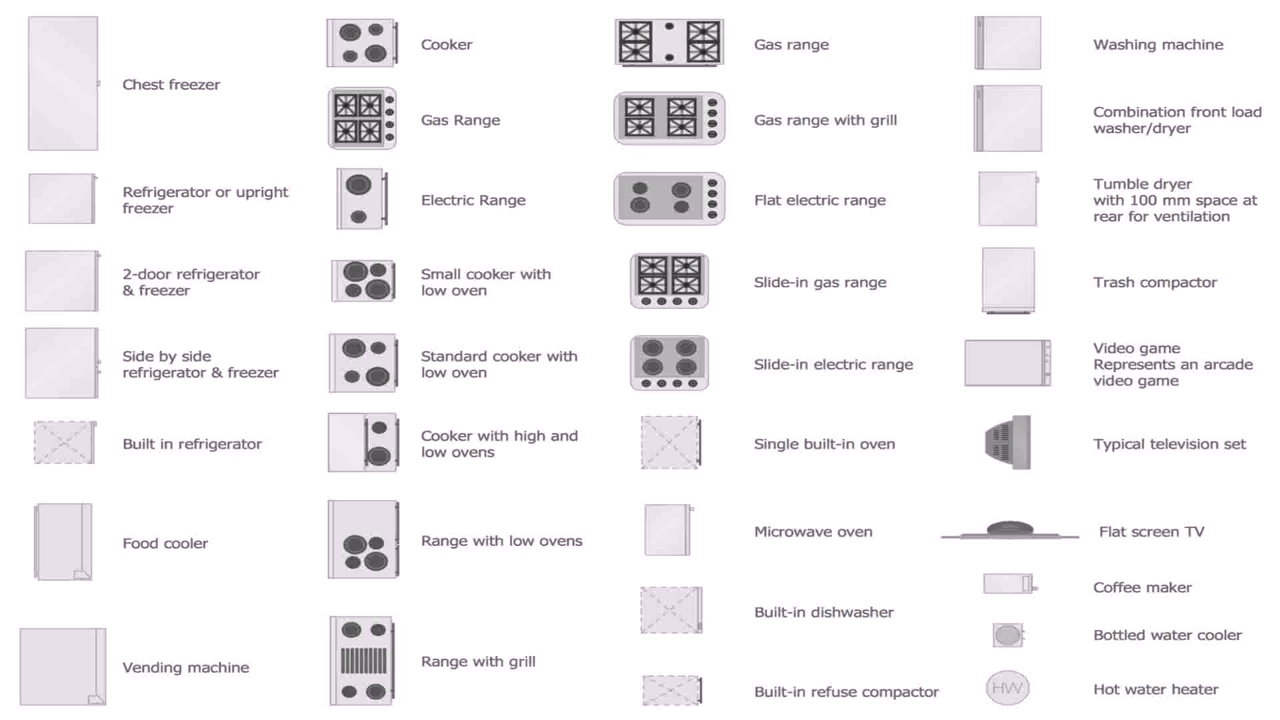 Chest freezer
Refrigerator or upright
freezer
2-door refrigerator
& freezer
Side by side
refrigerator & freezer
Built in refrigerator
Food cooler
Vending machine
Cooker
Gas Range
Electric Range
Small cooker with
low oven
Standard cooker with
low oven
Cooker with high and
low ovens
Range with low ovens
Range with grill
Gas range
Gas range with grill
Flat electric range
Slide-in gas range
Slide-in electric range
Single built-in oven
Microwave oven
Built-in dishwasher
Built-in refuse compactor
Washing machine
Combination front load
washer/dryer
Tumble dryer
with 100 mm space at
rear for ventilation
Trash compactor
Video game
Represents an arcade
video game
Typical television set
Flat screen TV
Coffee maker
Bottled water cooler
HW
Hot water heater